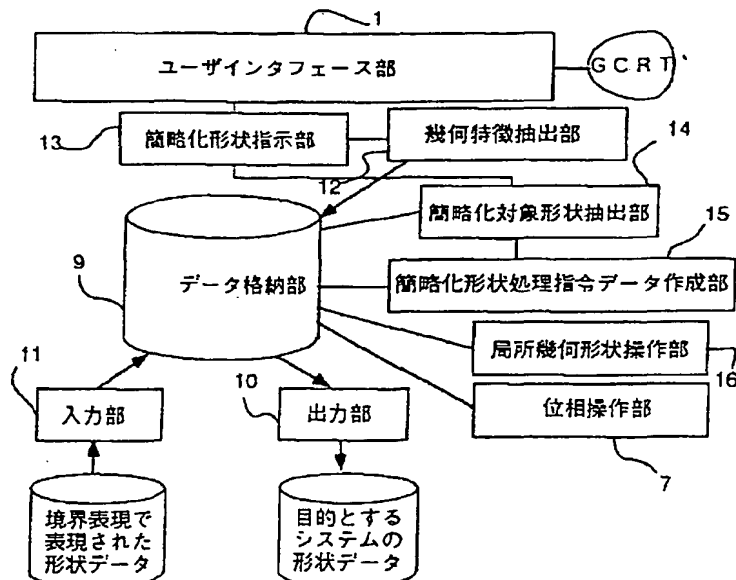 1
ユーザインタフェース部
GCRT
13
簡略化形状指示部
幾何特徴抽出部
14
12
簡略化対象形状抽出部
15
9
データ格納部
簡略化形状処理指令データ作成部
局所幾何形状操作部
16
11
入力部
10
出力部
位相操作部
7
境界表現で
表現された
形状データ
目的とする
システムの
形状データ